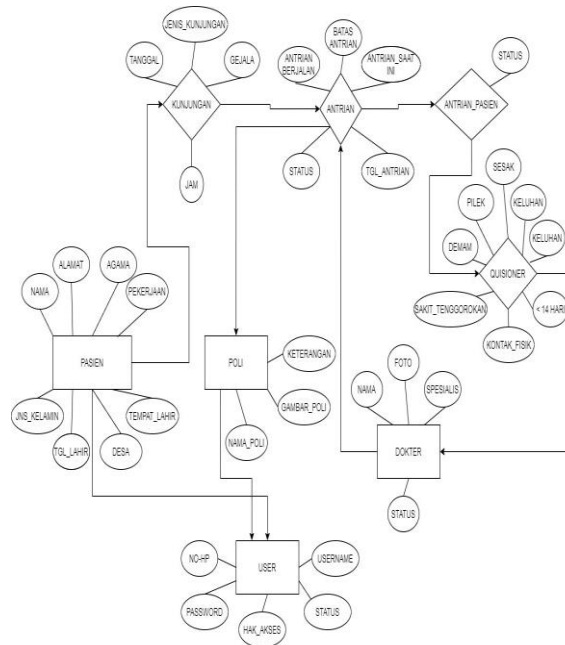 JENIS_KUNJUNGAN
TANGGAL
GEJALA
KUNJUNGAN
JAM
BATAS
ANTRIAN
ANTRIAN
BERJALAN
ANTRIAN_SAAT
INI
ANTRIAN
STATUS
TGL_ANTRIAN
STATUS
ANTRIAN_PASIEN
SESAK
PILEK
KELUHAN
DEMAM
KELUHAN
QUISIONER
SAKIT_TENGGOROKAN
< 14 HARI
KONTAK_FISIK
ALAMAT
AGAMA
NAMA
PEKERJAAN
PASIEN
JNS_KELAMIN
TEMPAT_LAHIR
TGL_LAHIR
DESA
POLI
KETERANGAN
GAMBAR_POLI
NAMA_POLI
FOTO
NAMA
SPESIALIS
DOKTER
STATUS
NO-HP
USERNAME
USER
PASSWORD
STATUS
HAK_AKSES